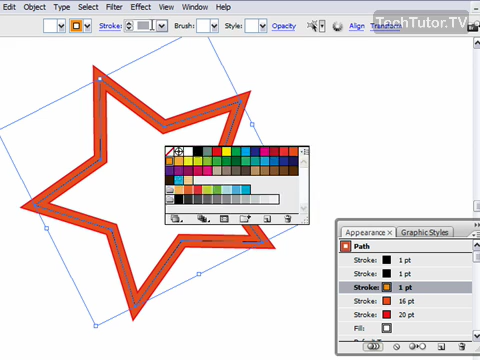 Edit Object Type Select Filter Effect View Window Help
TechTutor.TV
Stroke: Brush: Style: Opacity Align Transform
Appearance × Graphic Styles
Path
Stroke: 1 pt
Stroke: 1 pt
Stroke: 1 pt
Stroke: 16 pt
Stroke: 20 pt
Fill: